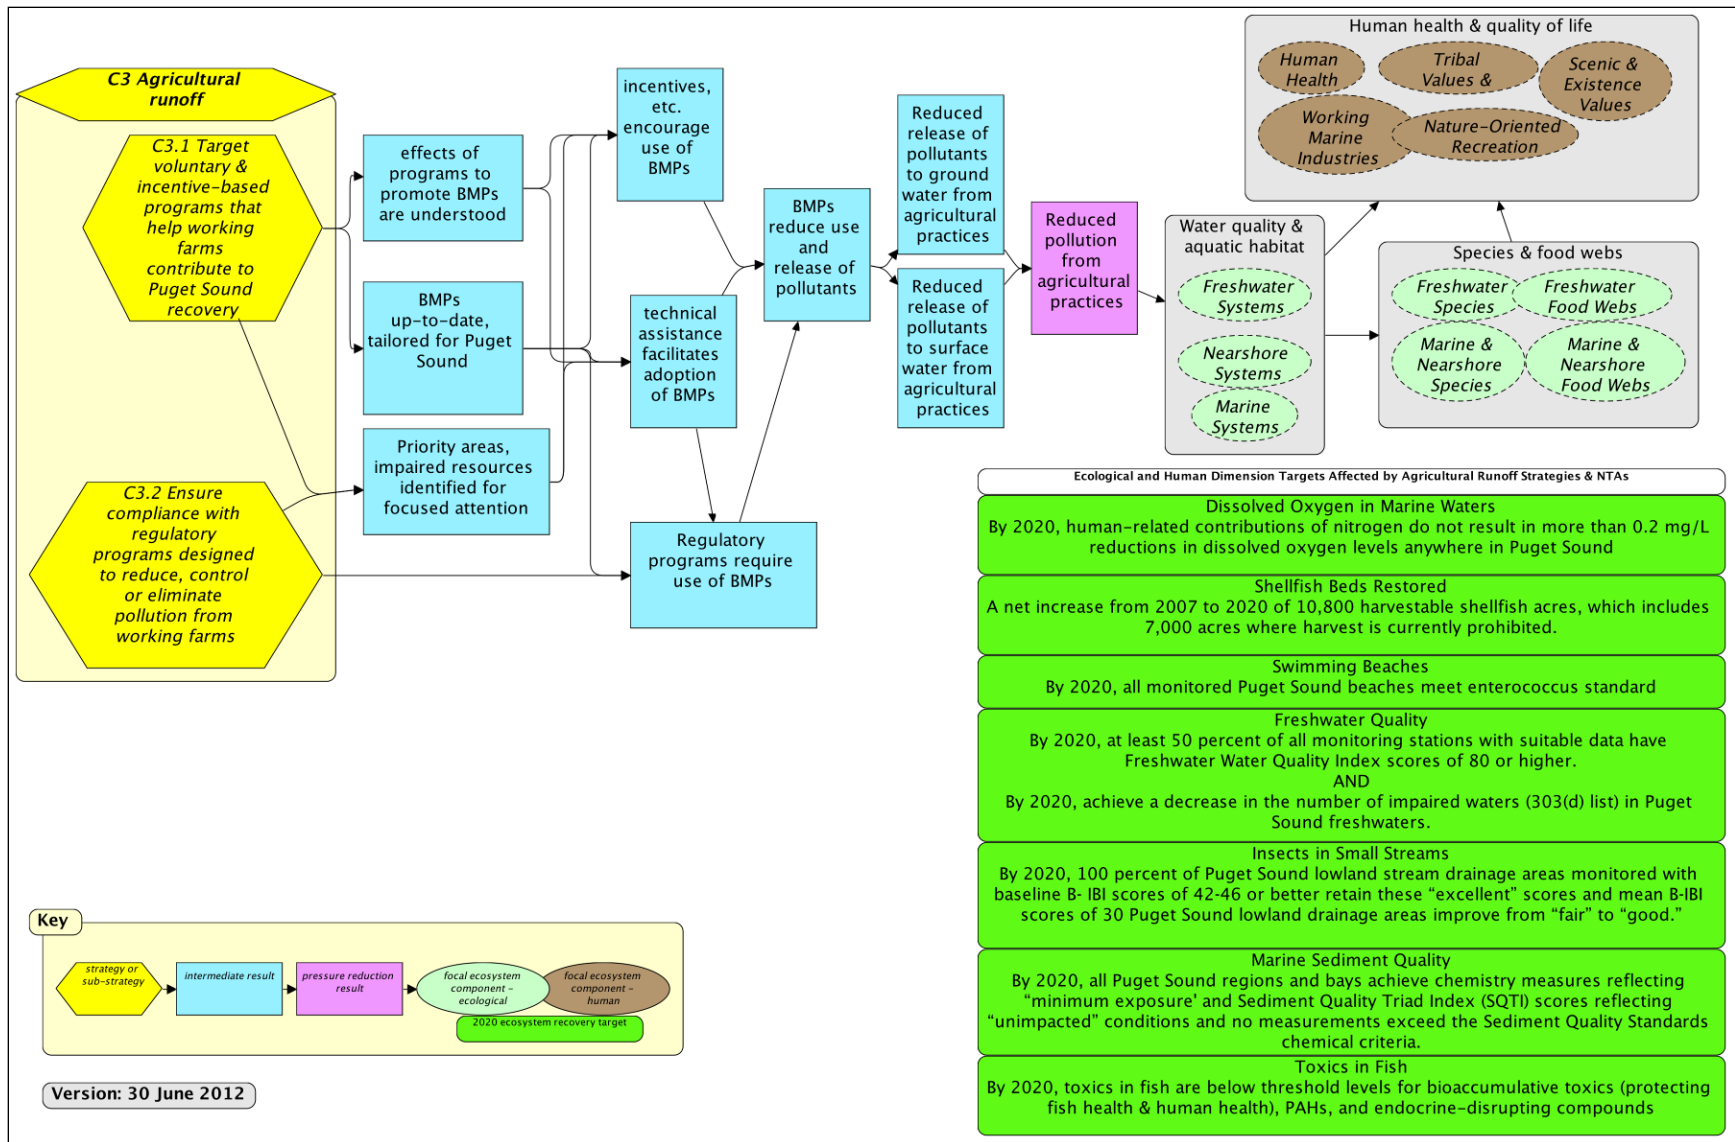 C3 Agricultural
runoff
C3.1 Target
voluntary &
incentive-based
programs that
help working
farms
contribute to
Puget Sound
recovery
C3.2 Ensure
compliance with
regulatory
programs designed
to reduce, control
or eliminate
pollution from
working farms
effects of
programs to
promote BMPs
are understood
BMPs
up-to-date,
tailored for Puget
Sound
Priority areas,
impaired resources
identified for
focused attention
incentives,
etc.
encourage
use of
BMPs
technical
assistance
facilitates
adoption
of BMPs
Regulatory
programs require
use of BMPs
BMPs
reduce use
and
release of
pollutants
Reduced
release of
pollutants
to ground
water from
agricultural
practices
Reduced
release of
pollutants
to surface
water from
agricultural
practices
Reduced
pollution
from
agricultural
practices
Water quality &
aquatic habitat
Freshwater
Systems
Nearshore
Systems
Marine
Systems
Human health & quality of life
Human
Health
Tribal
Values &
Scenic &
Existence
Values
Working
Marine
Industries
Nature-Oriented
Recreation
Species & food webs
Freshwater
Species
Freshwater
Food Webs
Marine &
Nearshore
Species
Marine &
Nearshore
Food Webs
Ecological and Human Dimension Targets Affected by Agricultural Runoff Strategies & NTAs
Dissolved Oxygen in Marine Waters
By 2020, human-related contributions of nitrogen do not result in more than 0.2 mg/L
reductions in dissolved oxygen levels anywhere in Puget Sound
Shellfish Beds Restored
A net increase from 2007 to 2020 of 10,800 harvestable shellfish acres, which includes
7,000 acres where harvest is currently prohibited.
Swimming Beaches
By 2020, all monitored Puget Sound beaches meet enterococcus standard
Freshwater Quality
By 2020, at least 50 percent of all monitoring stations with suitable data have
Freshwater Water Quality Index scores of 80 or higher.
AND
By 2020, achieve a decrease in the number of impaired waters (303(d) list) in Puget
Sound freshwaters.
Insects in Small Streams
By 2020, 100 percent of Puget Sound lowland stream drainage areas monitored with
baseline B- IBI scores of 42-46 or better retain these “excellent” scores and mean B-IBI
scores of 30 Puget Sound lowland drainage areas improve from “fair” to “good.”
Marine Sediment Quality
By 2020, all Puget Sound regions and bays achieve chemistry measures reflecting
“minimum exposure' and Sediment Quality Triad Index (SQTI) scores reflecting
“unimpacted” conditions and no measurements exceed the Sediment Quality Standards
chemical criteria.
Toxics in Fish
By 2020, toxics in fish are below threshold levels for bioaccumulative toxics (protecting
fish health & human health), PAHs, and endocrine-disrupting compounds
Key
strategy or
sub-strategy
intermediate result
pressure reduction
result
focal ecosystem
component -
ecological
focal ecosystem
component -
human
2020 ecosystem recovery target
Version: 30 June 2012